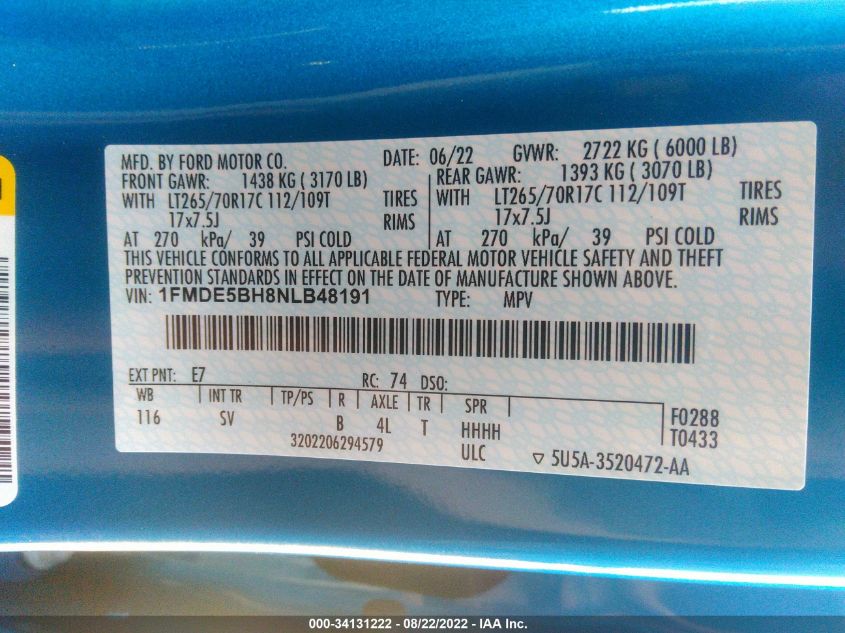 MFD. BY FORD MOTOR CO. DATE: 06/22 GVWR: 2722 KG ( 6000 LB)
FRONT GAWR: 1438 KG ( 3170 LB) REAR GAWR: 1393 KG ( 3070 LB)
WITH LT265/70R17C 112/109T TIRES WITH LT265/70R17C 112/109T TIRES
17x7.5J RIMS 17x7.5J RIMS
AT 270 kPa/ 39 PSI COLD AT 270 kPa/ 39 PSI COLD
THIS VEHICLE CONFORMS TO ALL APPLICABLE FEDERAL MOTOR VEHICLE SAFETY AND THEFT
PREVENTION STANDARDS IN EFFECT ON THE DATE OF MANUFACTURE SHOWN ABOVE.
VIN: 1FMDE5BH8NLB48191 TYPE: MPV
EXT PNT: E7 RC: 74 DSO:
WB INT TR TP/PS R AXLE TR SPR
116 SV B 4L T HHHH F0288
3202206294579 ULC T0433
5U5A-3520472-AA
000-34131222 - 08/22/2022 - IAA Inc.